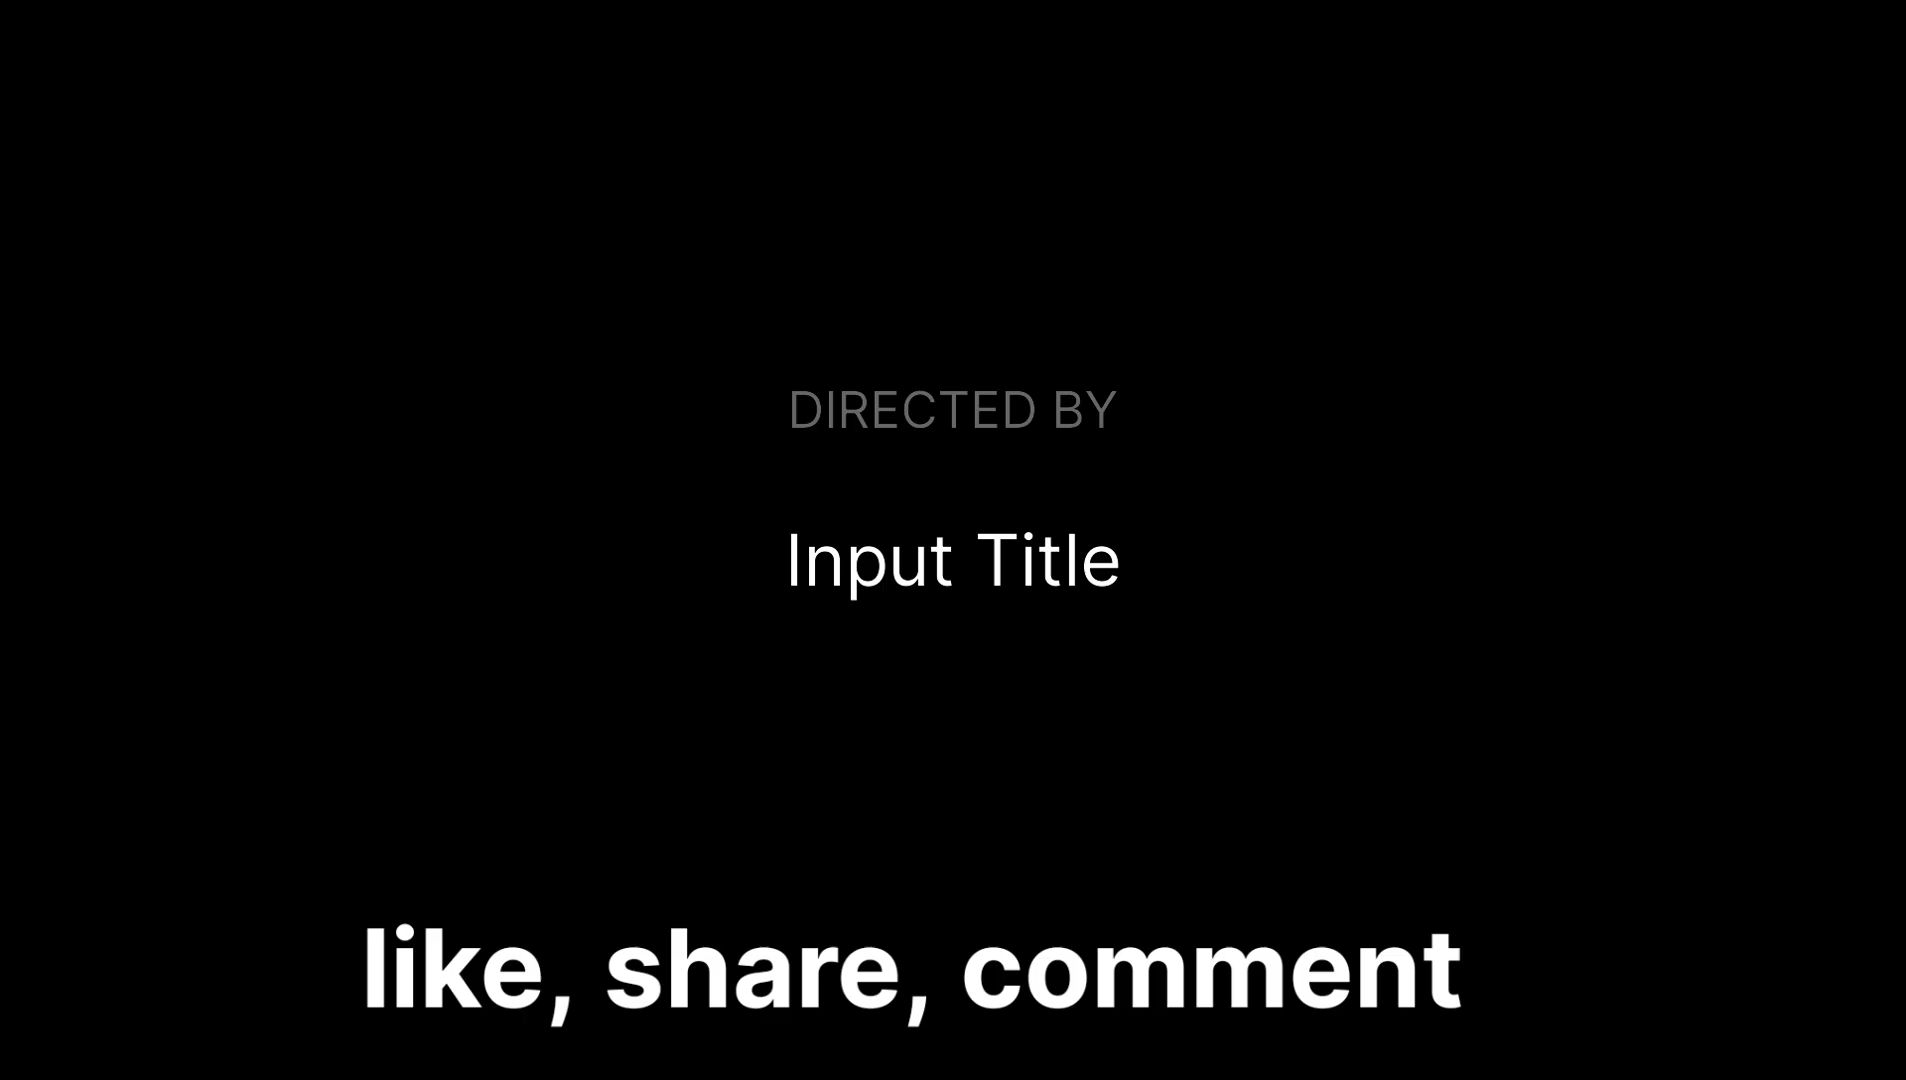 DIRECTED BY
Input Title
like, share, comment